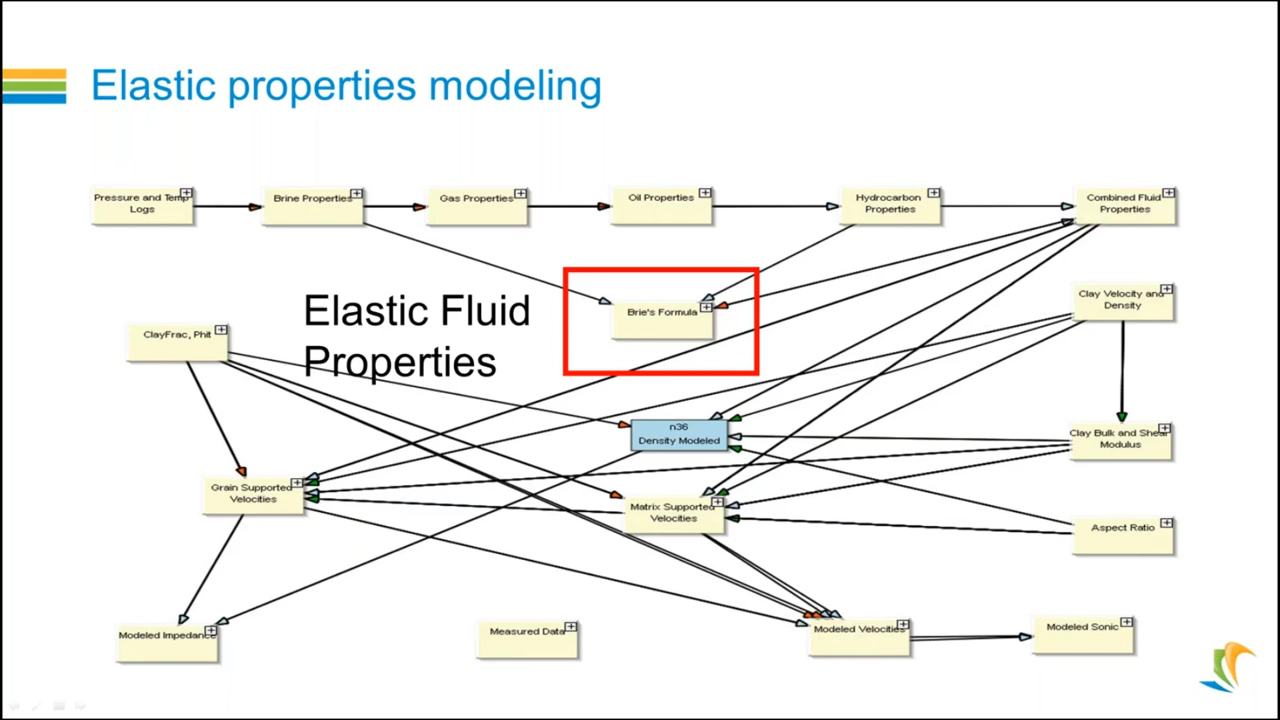 Elastic properties modeling
Pressure and Temp
Logs
Brine Properties
Gas Properties
Oil Properties
Hydrocarbon
Properties
Combined Fluid
Properties
Elastic Fluid
Properties
Brie's Formula
Clay Velocity and
Density
ClayFrac, Phit
n36
Density Modeled
Clay Bulk and Shear
Modulus
Grain Supported
Velocities
Matrix Supported
Velocities
Aspect Ratio
Modeled Impedance
Measured Data
Modeled Velocities
Modeled Sonic